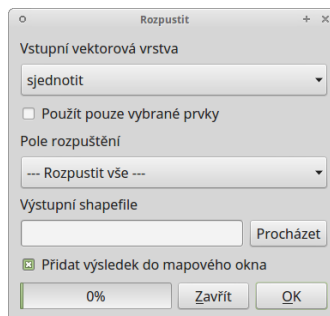 Rozpustit
Vstupní vektorová vrstva
sjednotit
Použít pouze vybrané prvky
Pole rozpuštění
--- Rozpustit vše ---
Výstupní shapefile
Procházet
Přidat výsledek do mapového okna
0% Zavřít OK